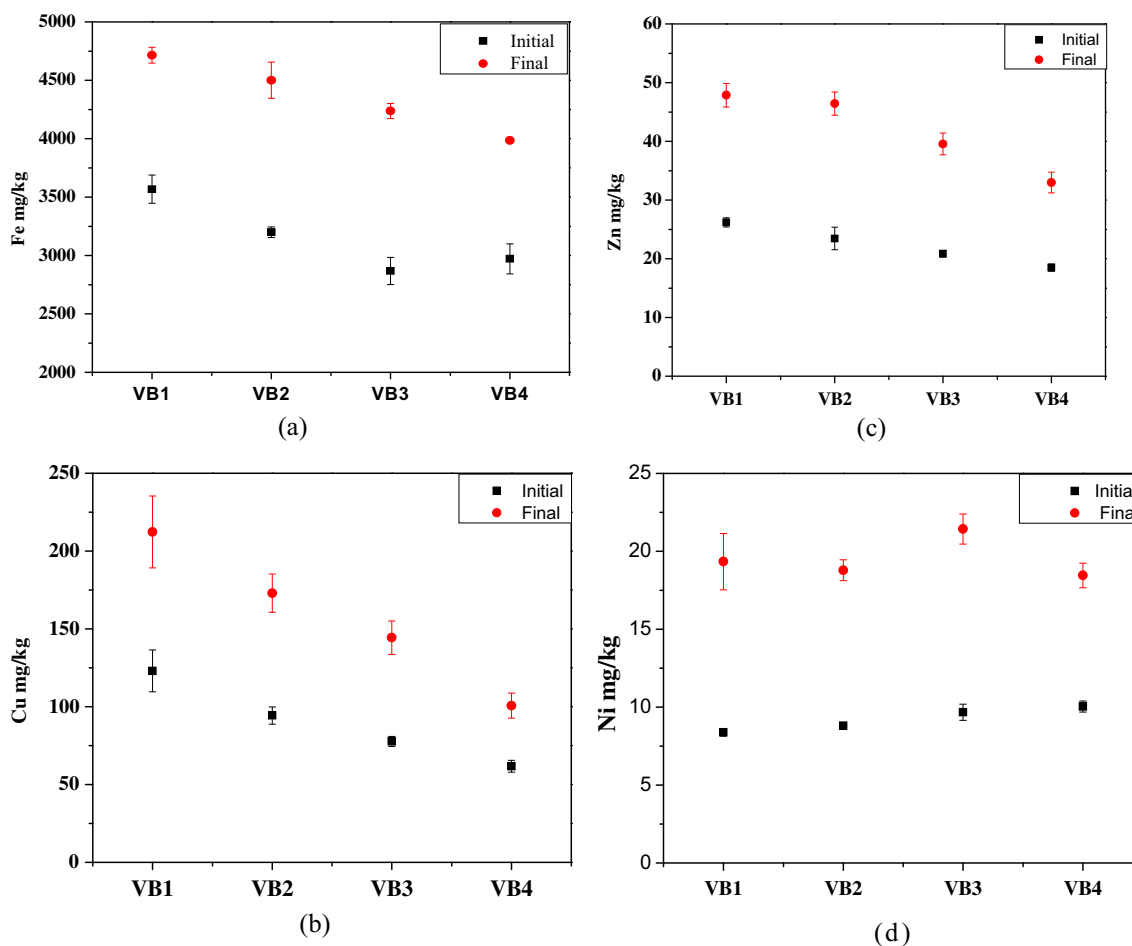 5000
4500
4000
3500
3000
2500
2000
Fe mg/kg
Initial
Final
VB1 VB2 VB3 VB4
(a)
60
50
40
30
20
10
0
Zn mg/kg
Initial
Final
VB1 VB2 VB3 VB4
(c)
250
200
150
100
50
0
Cu mg/kg
Initial
Final
VB1 VB2 VB3 VB4
(b)
25
20
15
10
5
0
Ni mg/kg
Initial
Final
VB1 VB2 VB3 VB4
(d)